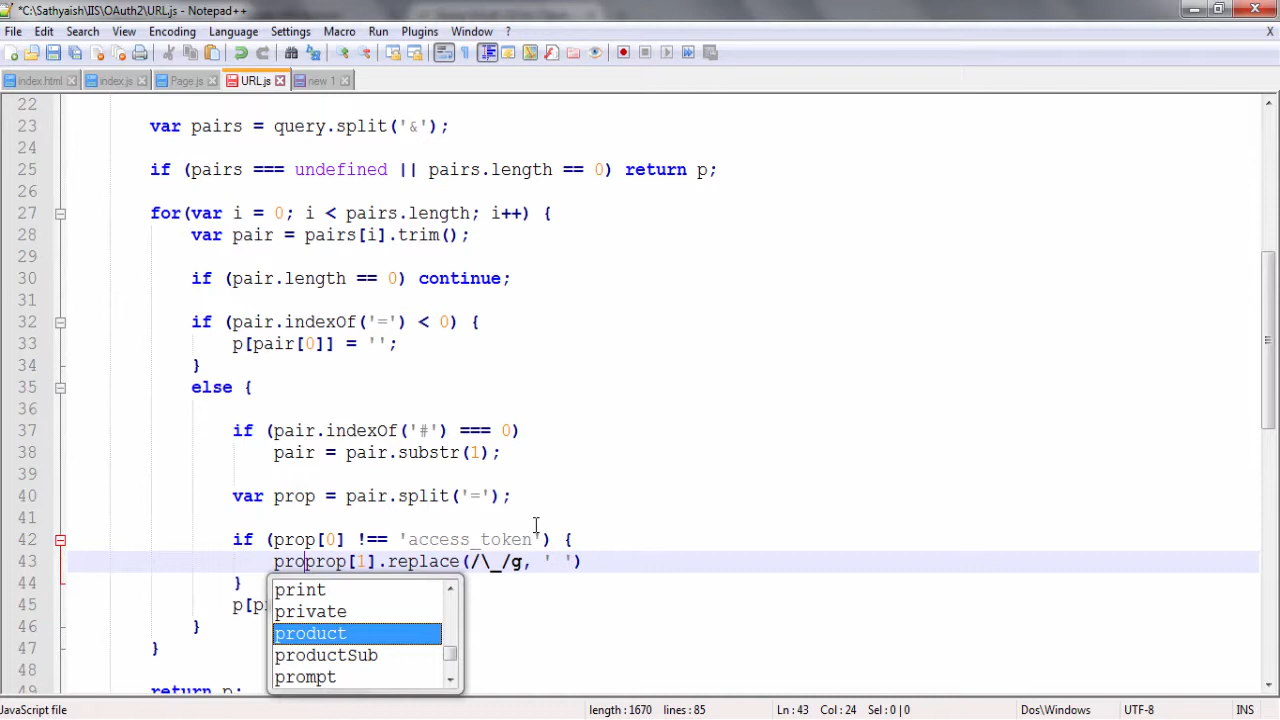 *C:\Sathyaish\IIS\OAuth2\URL.js - Notepad++
File Edit Search View Encoding Language Settings Macro Run Plugins Window ? X
index.html index.js Page.js URL.js new 1
22
23 var pairs = query.split('&');
24
25 if (pairs === undefined || pairs.length == 0) return p;
26
27 for(var i = 0; i < pairs.length; i++) {
28 var pair = pairs[i].trim();
29
30 if (pair.length == 0) continue;
31
32 if (pair.indexOf('=') < 0) {
33 p[pair[0]] = '';
34 }
35 else {
36
37 if (pair.indexOf('#') === 0)
38 pair = pair.substr(1);
39
40 var prop = pair.split('=');
41
42 if (prop[0] !== 'access_token') {
43 proprop[1].replace(/\_/g, ' ')
44 }
print
45 p[p
private
46 }
product
47 }
productSub
48
prompt
49 return p;
JavaScript file length : 1670 lines : 85 Ln : 43 Col : 24 Sel : 0 | 0 Dos\Windows UTF-8 INS